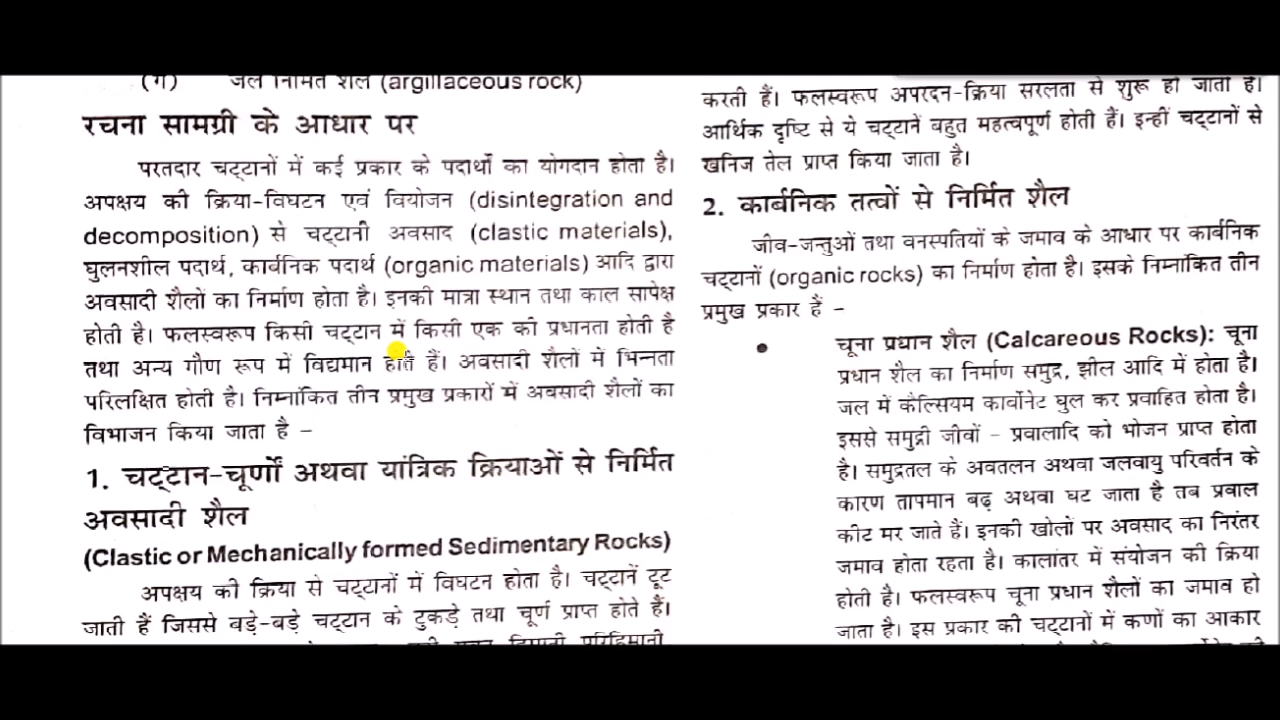 (ग) जल निर्मित शैल (argillaceous rock)
रचना सामग्री के आधार पर
परतदार चट्टानों में कई प्रकार के पदार्थों का योगदान होता है।
अपक्षय की क्रिया-विघटन एवं वियोजन (disintegration and
decomposition) से चट्टानी अवसाद (clastic materials),
घुलनशील पदार्थ, कार्बनिक पदार्थ (organic materials) आदि द्वारा
अवसादी शैलों का निर्माण होता है। इनकी मात्रा स्थान तथा काल सापेक्ष
होती है। फलस्वरूप किसी चट्टान में किसी एक की प्रधानता होती है
तथा अन्य गौण रूप में विद्यमान होते हैं। अवसादी शैलों में भिन्नता
परिलक्षित होती है। निम्नांकित तीन प्रमुख प्रकारों में अवसादी शैलों का
विभाजन किया जाता है –
1. चट्टान-चूर्णों अथवा यांत्रिक क्रियाओं से निर्मित
अवसादी शैल
(Clastic or Mechanically formed Sedimentary Rocks)
अपक्षय की क्रिया से चट्टानों में विघटन होता है। चट्टानें टूट
जाती हैं जिससे बड़े-बड़े चट्टान के टुकड़े तथा चूर्ण प्राप्त होते हैं।
पवन हिमानी परिहिमानी
करती हैं। फलस्वरूप अपरदन-क्रिया सरलता से शुरू हो जाता है।
आर्थिक दृष्टि से ये चट्टानें बहुत महत्वपूर्ण होती हैं। इन्हीं चट्टानों से
खनिज तेल प्राप्त किया जाता है।
2. कार्बनिक तत्वों से निर्मित शैल
जीव-जन्तुओं तथा वनस्पतियों के जमाव के आधार पर कार्बनिक
चट्टानों (organic rocks) का निर्माण होता है। इसके निम्नांकित तीन
प्रमुख प्रकार हैं –
• चूना प्रधान शैल (Calcareous Rocks): चूना
प्रधान शैल का निर्माण समुद्र, झील आदि में होता है।
जल में कैल्सियम कार्वोनेट घुल कर प्रवाहित होता है।
इससे समुद्री जीवों – प्रवालादि को भोजन प्राप्त होता
है। समुद्रतल के अवतलन अथवा जलवायु परिवर्तन के
कारण तापमान बढ़ अथवा घट जाता है तब प्रवाल
कीट मर जाते हैं। इनकी खोलों पर अवसाद का निरंतर
जमाव होता रहता है। कालांतर में संयोजन की क्रिया
होती है। फलस्वरूप चूना प्रधान शैलों का जमाव हो
जाता है। इस प्रकार की चट्टानों में कणों का आकार